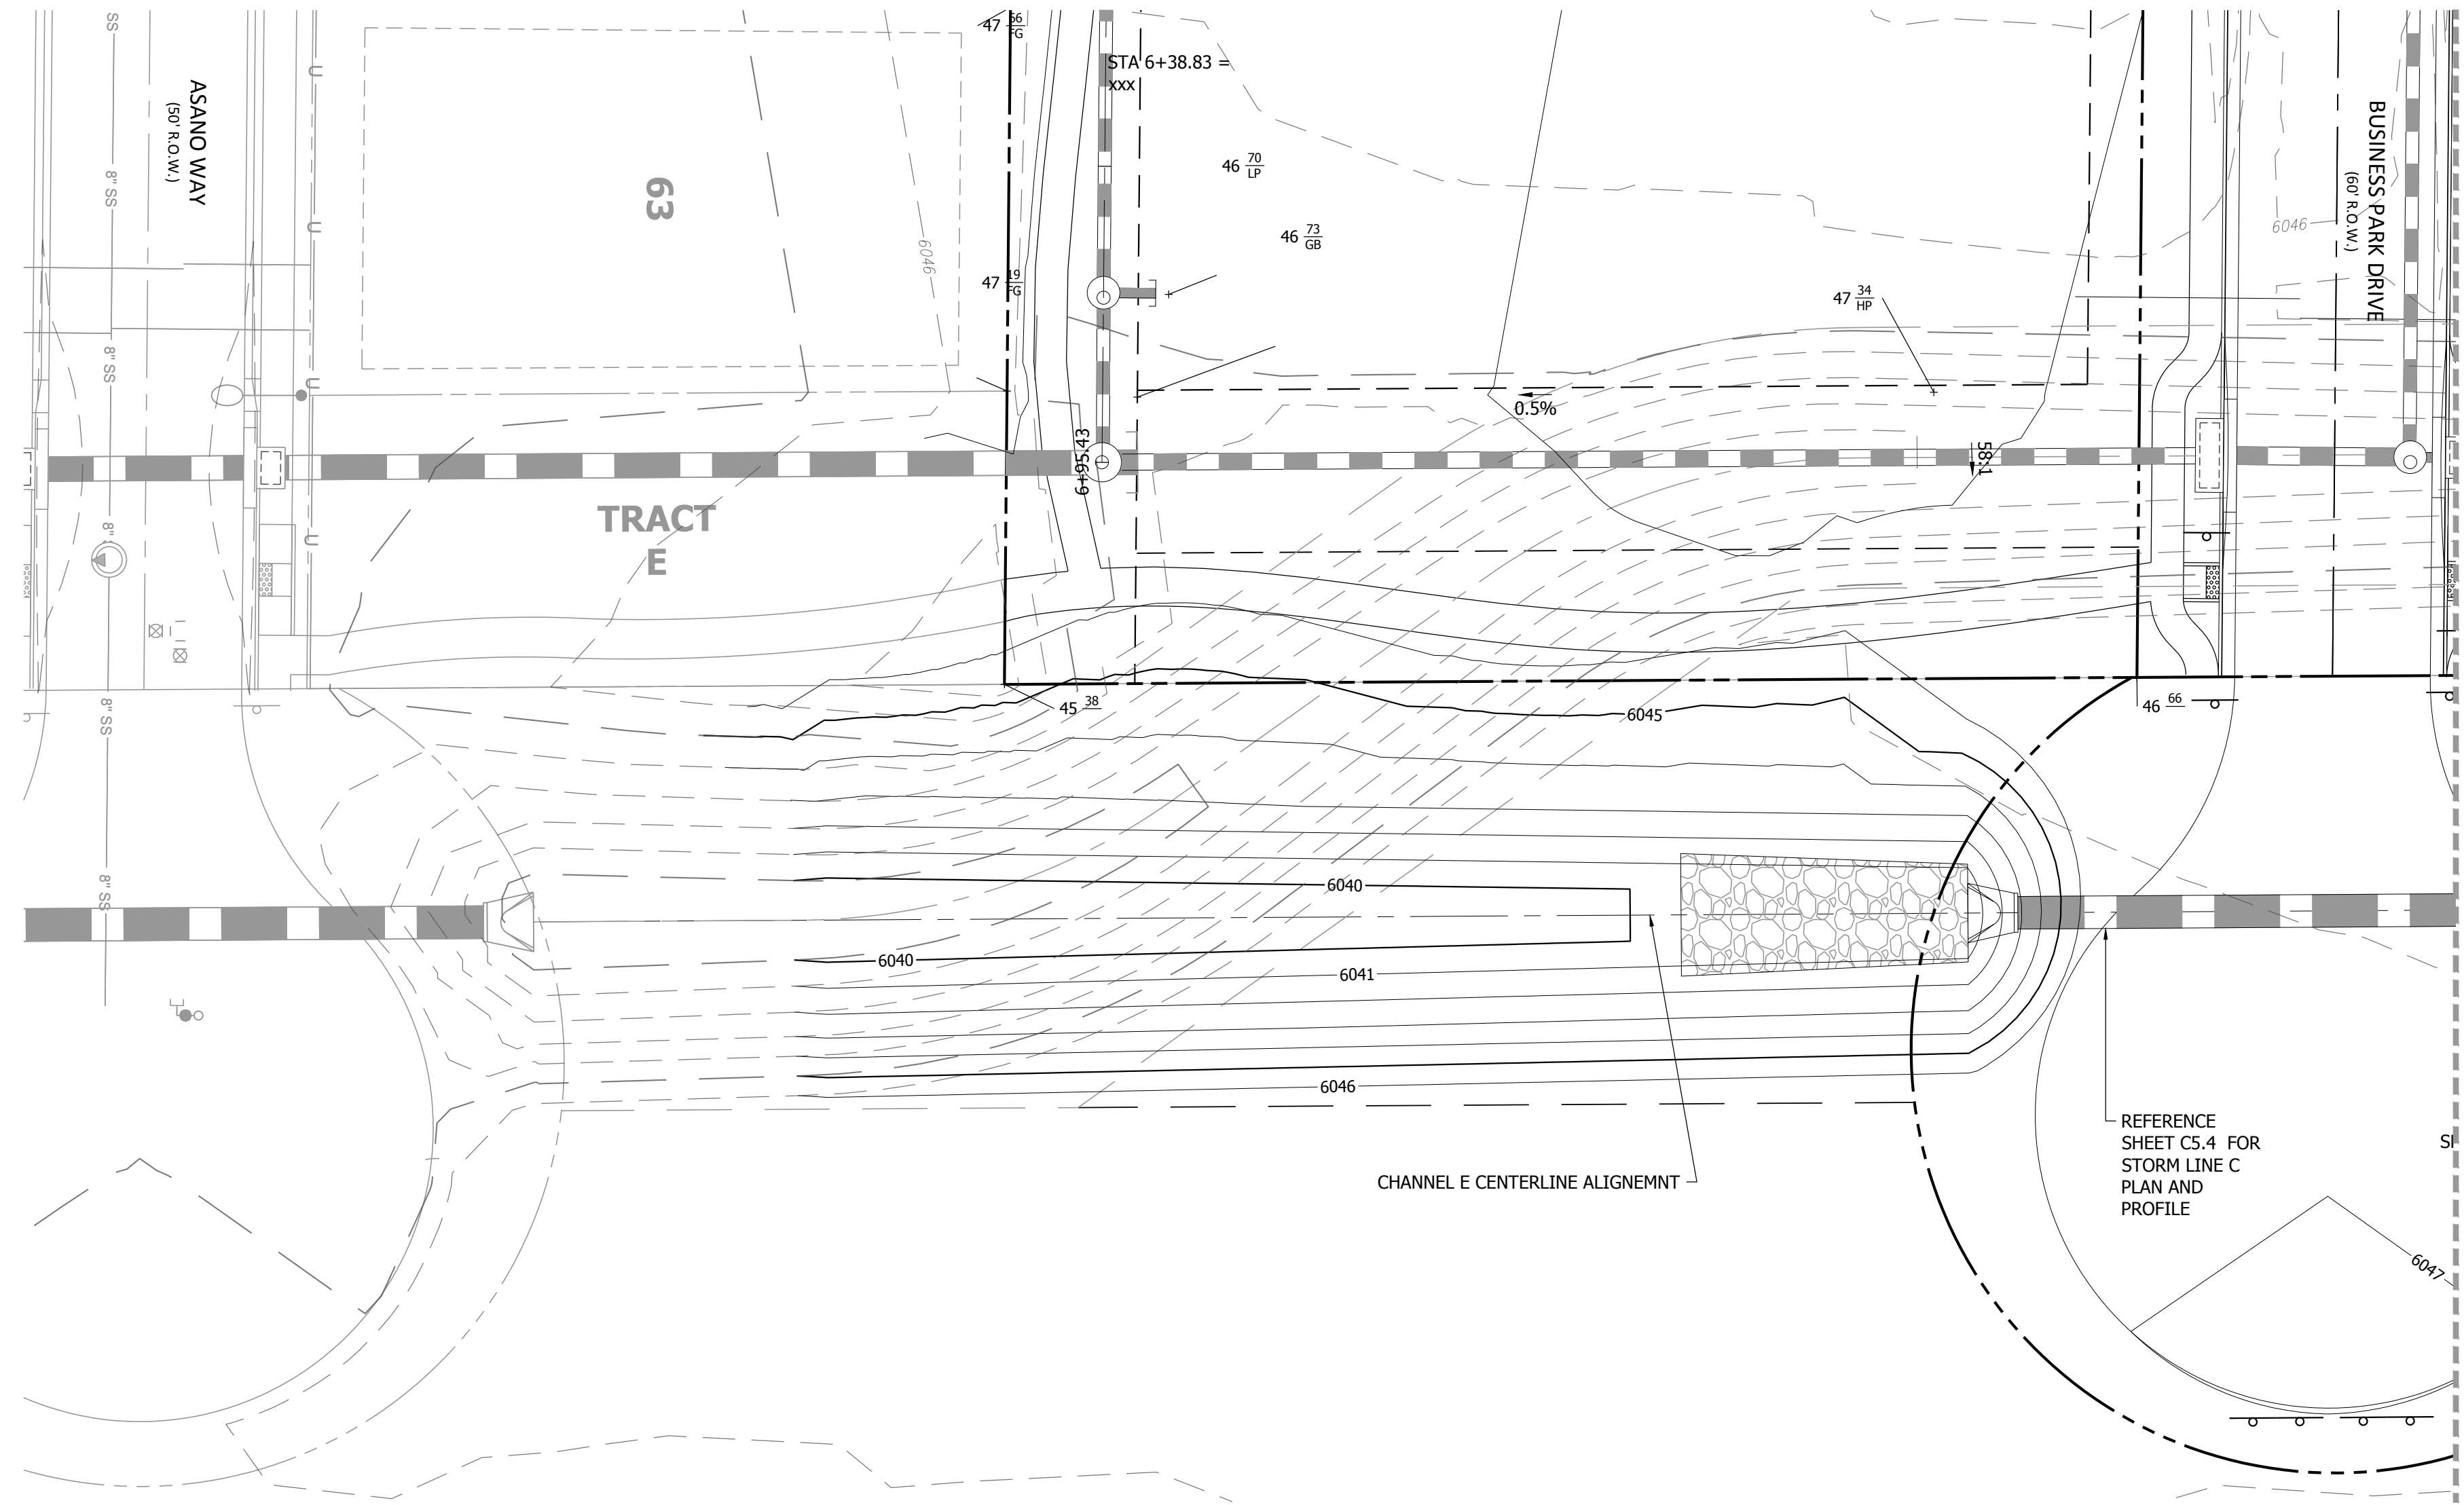 SS
ASANO WAY
(50' R.O.W.)
8" SS
U
U
U
U
63
6046
47 66
FG
STA 6+38.83 =
xxx
46 70
LP
46 73
GB
47 19
FG
47 34
HP
0.5%
58:1
6+95.43
BUSINESS PARK DRIVE
(60' R.O.W.)
6046
8" SS
8"
TRACT
E
8" SS
8" SS
45 38
6045
46 66
6040
6040
6041
6046
CHANNEL E CENTERLINE ALIGNEMNT
REFERENCE
SHEET C5.4 FOR
STORM LINE C
PLAN AND
PROFILE
6047